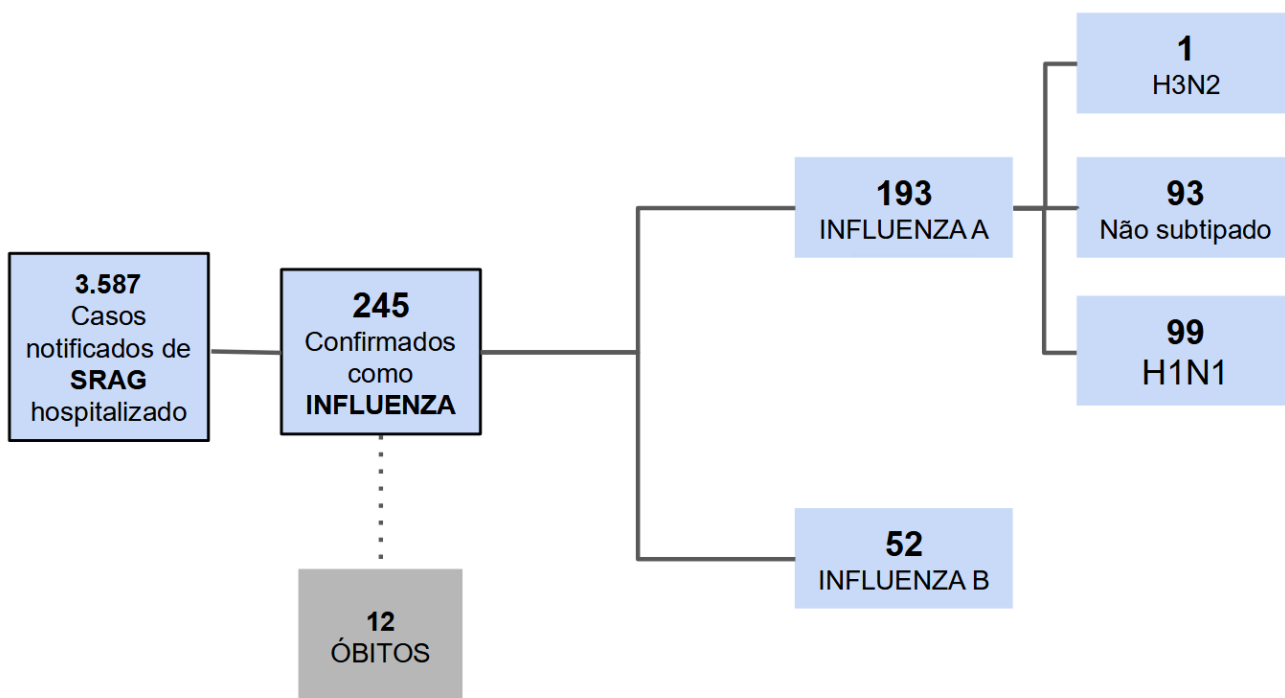 3.587
Casos
notificados de
SRAG
hospitalizado
245
Confirmados
como
INFLUENZA
12
ÓBITOS
193
INFLUENZA A
52
INFLUENZA B
1
H3N2
93
Não subtipado
99
H1N1